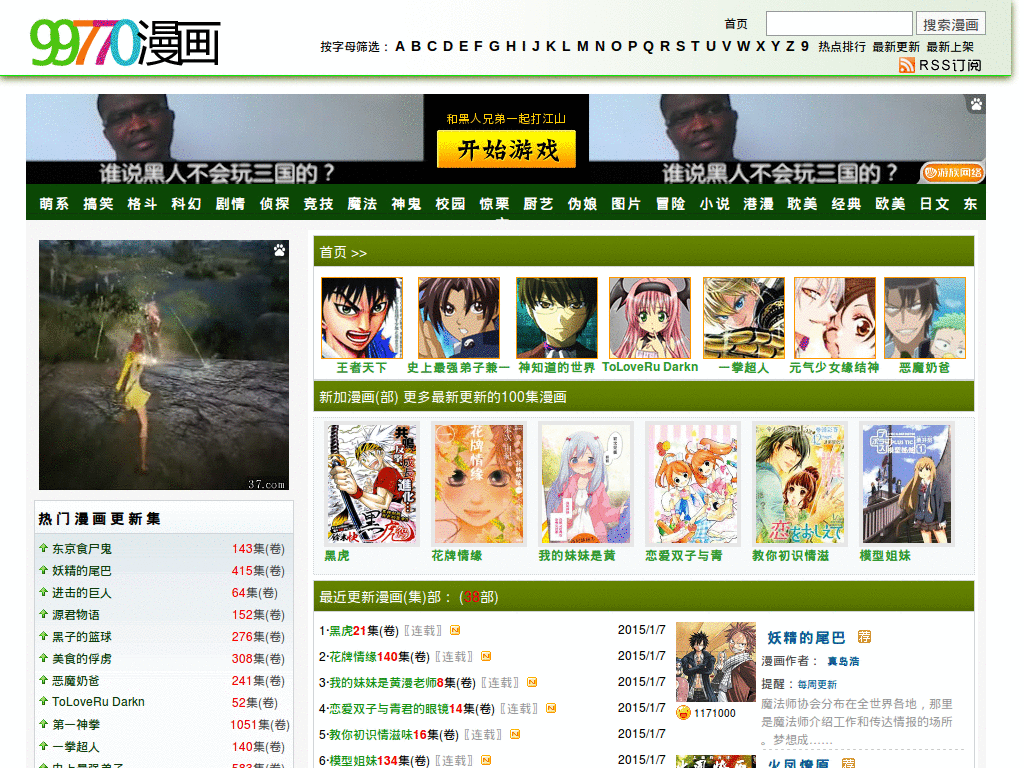 99770漫画
首页
搜索漫画
按字母筛选： A B C D E F G H I J K L M N O P Q R S T U V W X Y Z 9 热点排行 最新更新 最新上架
RSS订阅
谁说黑人不会玩三国的？
和黑人兄弟一起打江山
开始游戏
谁说黑人不会玩三国的？
游族网络
萌系 搞笑 格斗 科幻 剧情 侦探 竞技 魔法 神鬼 校园 惊栗 厨艺 伪娘 图片 冒险 小说 港漫 耽美 经典 欧美 日文 东
37.com
首页 >>
王者天下 史上最强弟子兼一 神知道的世界 ToLoveRu Darkn 一拳超人 元气少女缘结神 恶魔奶爸
新加漫画(部) 更多最新更新的100集漫画
黑虎 花牌情缘 我的妹妹是黄 恋爱双子与青 教你初识情滋 模型姐妹
热门漫画更新集
东京食尸鬼 143集(卷)
妖精的尾巴 415集(卷)
进击的巨人 64集(卷)
源君物语 152集(卷)
黑子的篮球 276集(卷)
美食的俘虏 308集(卷)
恶魔奶爸 241集(卷)
ToLoveRu Darkn 52集(卷)
第一神拳 1051集(卷)
一拳超人 140集(卷)
史上最强弟子 583集(卷)
最近更新漫画(集)部：(38部)
1·黑虎21集(卷)〖连载〗 2015/1/7
2·花牌情缘140集(卷)〖连载〗 2015/1/7
3·我的妹妹是黄漫老师8集(卷)〖连载〗 2015/1/7
4·恋爱双子与青君的眼镜14集(卷)〖连载〗 2015/1/7
5·教你初识情滋味16集(卷)〖连载〗 2015/1/7
6·模型姐妹134集(卷)〖连载〗 2015/1/7
妖精的尾巴 荐
漫画作者： 真岛浩
提醒：每周更新
1171000
魔法师协会分布在全世界各地，那里
是魔法师介绍工作和传达情报的场所
。梦想成……
火凤燎原 荐